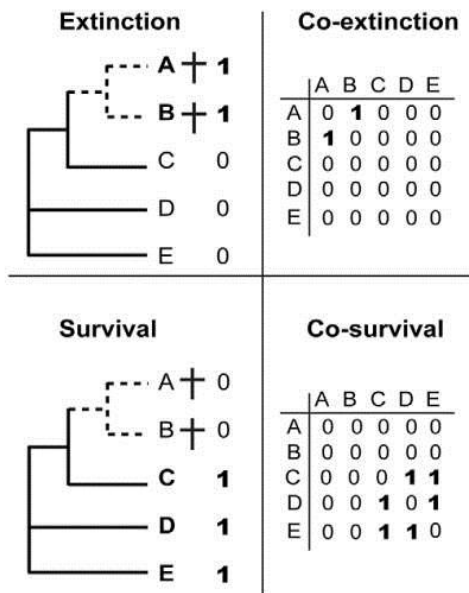 Extinction
A 1
B 1
C 0
D 0
E 0
Co-extinction
A B C D E
A 0 1 0 0 0
B 1 0 0 0 0
C 0 0 0 0 0
D 0 0 0 0 0
E 0 0 0 0 0
Survival
A 0
B 0
C 1
D 1
E 1
Co-survival
A B C D E
A 0 0 0 0 0
B 0 0 0 0 0
C 0 0 0 1 1
D 0 0 1 0 1
E 0 0 1 1 0